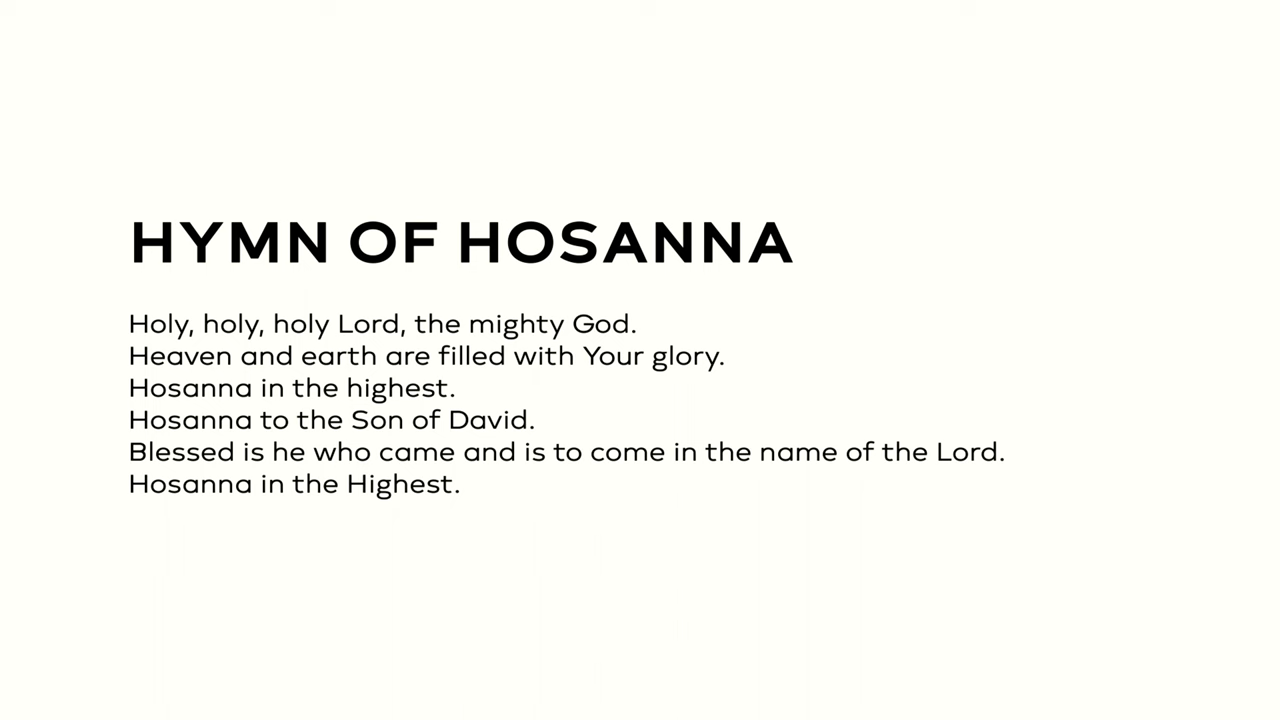 HYMN OF HOSANNA
Holy, holy, holy Lord, the mighty God.
Heaven and earth are filled with Your glory.
Hosanna in the highest.
Hosanna to the Son of David.
Blessed is he who came and is to come in the name of the Lord.
Hosanna in the Highest.